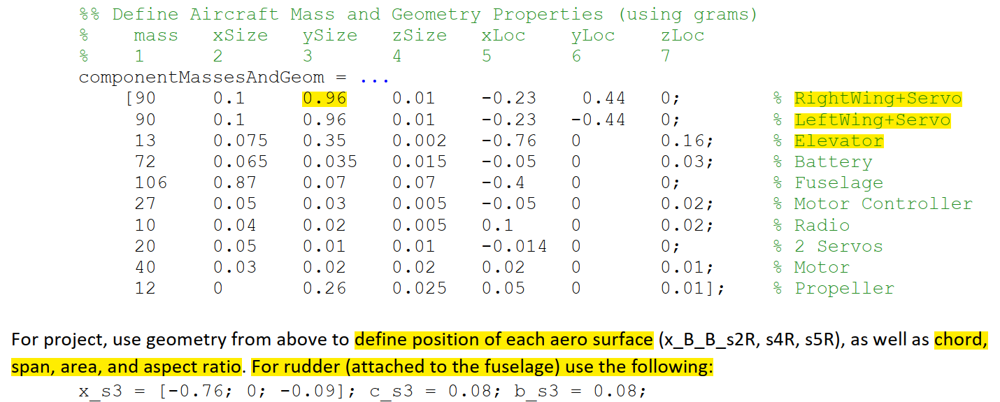 %% Define Aircraft Mass and Geometry Properties (using grams)
% mass xSize ySize zSize xLoc yLoc zLoc
% 1 2 3 4 5 6 7
componentMassesAndGeom = ...
[90 0.1 0.96 0.01 -0.23 0.44 0; % RightWing+Servo
90 0.1 0.96 0.01 -0.23 -0.44 0; % LeftWing+Servo
13 0.075 0.35 0.002 -0.76 0 0.16; % Elevator
72 0.065 0.035 0.015 -0.05 0 0.03; % Battery
106 0.87 0.07 0.07 -0.4 0 0; % Fuselage
27 0.05 0.03 0.005 -0.05 0 0.02; % Motor Controller
10 0.04 0.02 0.005 0.1 0 0.02; % Radio
20 0.05 0.01 0.01 -0.014 0 0; % 2 Servos
40 0.03 0.02 0.02 0.02 0 0.01; % Motor
12 0 0.26 0.025 0.05 0 0.01]; % Propeller
For project, use geometry from above to define position of each aero surface (x_B_B_s2R, s4R, s5R), as well as chord,
span, area, and aspect ratio. For rudder (attached to the fuselage) use the following:
x_s3 = [-0.76; 0; -0.09]; c_s3 = 0.08; b_s3 = 0.08;